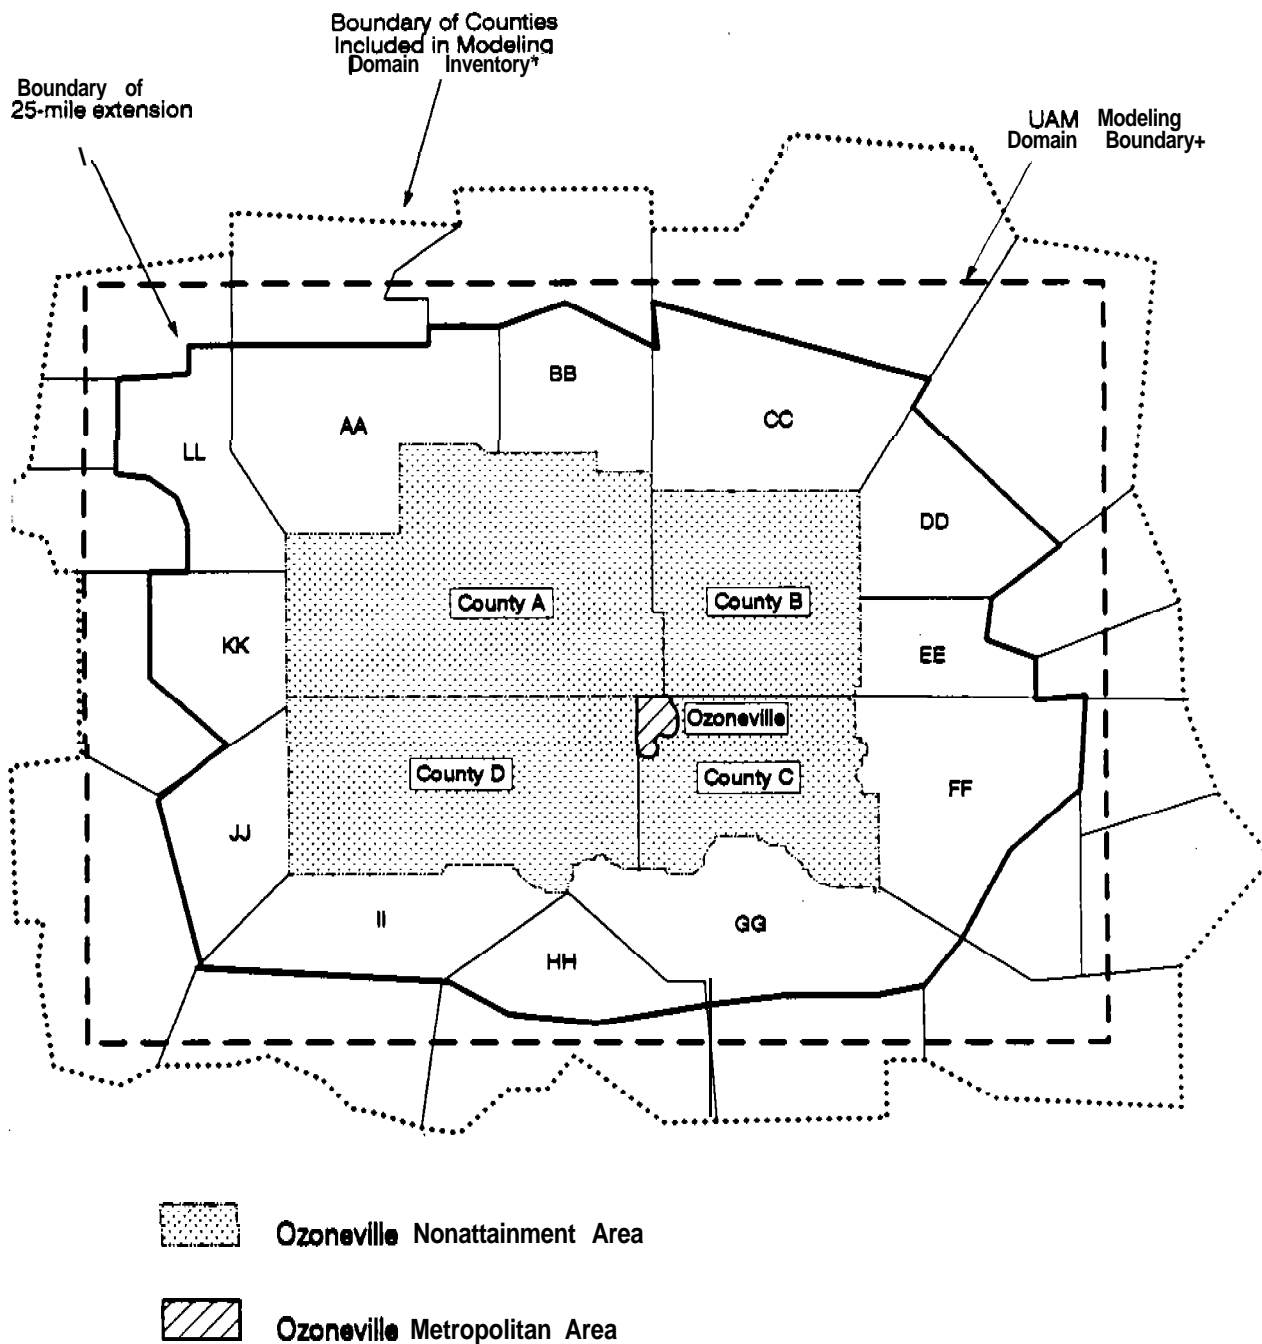 Boundary of Counties
Included in Modeling
Domain Inventory*
Boundary of
25-mile extension
UAM Modeling
Domain Boundary+
BB
AA
CC
LL
DD
County A
County B
KK
EE
Ozoneville
County D
County C
FF
JJ
II
GG
HH
Ozoneville Nonattainment Area
Ozoneville Metropolitan Area